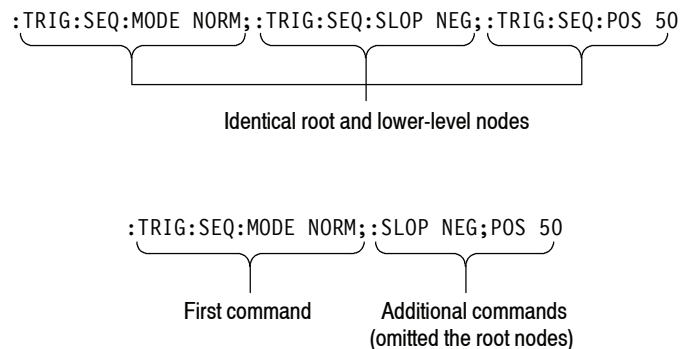 :TRIG:SEQ:MODE NORM;:TRIG:SEQ:SLOP NEG;:TRIG:SEQ:POS 50
Identical root and lower-level nodes
:TRIG:SEQ:MODE NORM;:SLOP NEG;POS 50
First command
Additional commands
(omitted the root nodes)